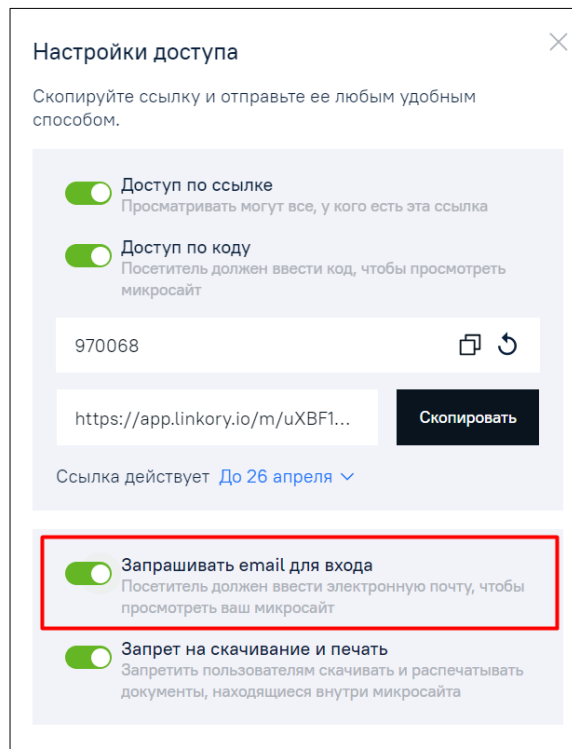 Настройки доступа
Скопируйте ссылку и отправьте ее любым удобным
способом.
Доступ по ссылке
Просматривать могут все, у кого есть эта ссылка
Доступ по коду
Посетитель должен ввести код, чтобы просмотреть
микросайт
970068
https://app.linkory.io/m/uXBF1...
Скопировать
Ссылка действует До 26 апреля
Запрашивать email для входа
Посетитель должен ввести электронную почту, чтобы
просмотреть ваш микросайт
Запрет на скачивание и печать
Запретить пользователям скачивать и распечатывать
документы, находящиеся внутри микросайта